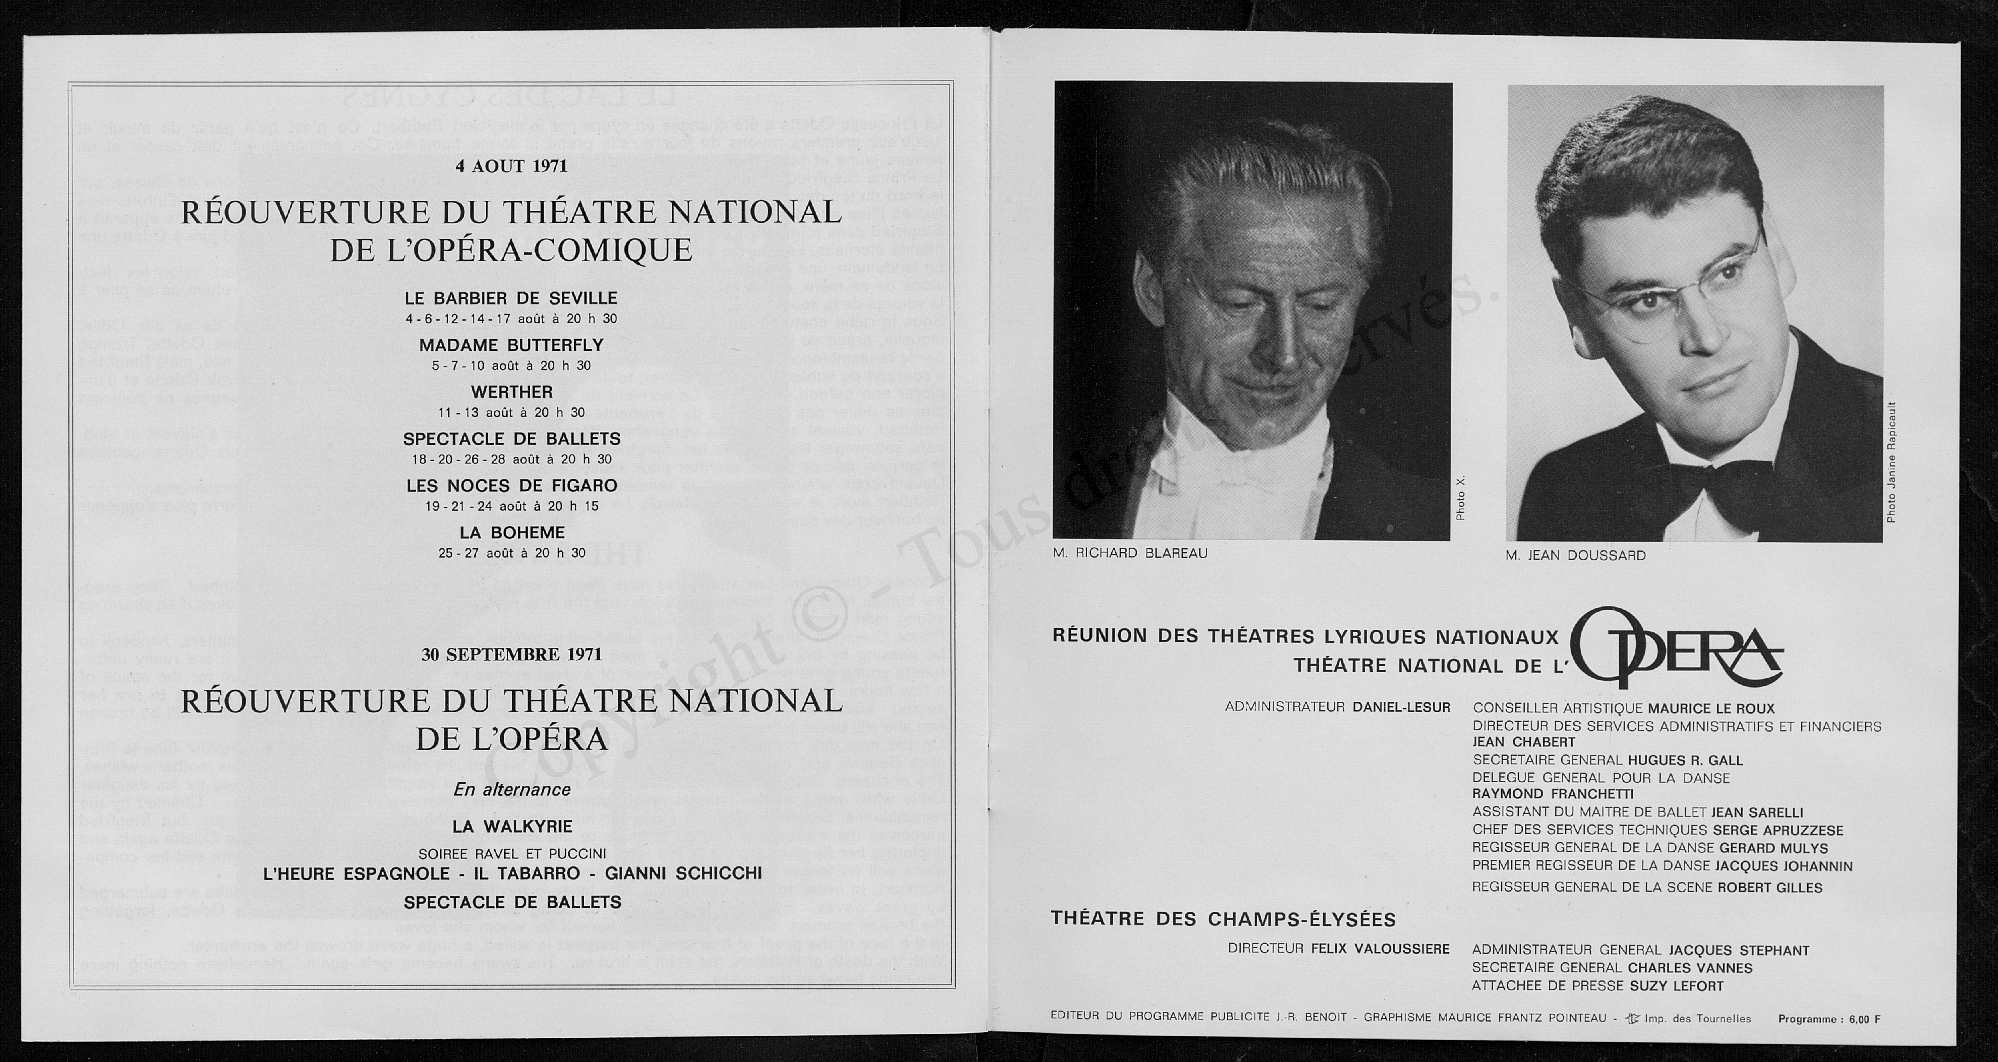 4 AOUT 1971
RÉOUVERTURE DU THÉATRE NATIONAL
DE L'OPÉRA-COMIQUE
LE BARBIER DE SEVILLE
4 - 6 - 12 - 14 - 17 août à 20 h 30
MADAME BUTTERFLY
5 - 7 - 10 août à 20 h 30
WERTHER
11 - 13 août à 20 h 30
SPECTACLE DE BALLETS
18 - 20 - 26 - 28 août à 20 h 30
LES NOCES DE FIGARO
19 - 21 - 24 août à 20 h 15
LA BOHEME
25 - 27 août à 20 h 30
30 SEPTEMBRE 1971
RÉOUVERTURE DU THÉATRE NATIONAL
DE L'OPÉRA
En alternance
LA WALKYRIE
SOIREE RAVEL ET PUCCINI
L'HEURE ESPAGNOLE - IL TABARRO - GIANNI SCHICCHI
SPECTACLE DE BALLETS
Photo X.
Photo Janine Rapicault
M. RICHARD BLAREAU
M. JEAN DOUSSARD
RÉUNION DES THÉATRES LYRIQUES NATIONAUX
THÉATRE NATIONAL DE L'OPERA
ADMINISTRATEUR DANIEL-LESUR
CONSEILLER ARTISTIQUE MAURICE LE ROUX
DIRECTEUR DES SERVICES ADMINISTRATIFS ET FINANCIERS
JEAN CHABERT
SECRETAIRE GENERAL HUGUES R. GALL
DELEGUE GENERAL POUR LA DANSE
RAYMOND FRANCHETTI
ASSISTANT DU MAITRE DE BALLET JEAN SARELLI
CHEF DES SERVICES TECHNIQUES SERGE APRUZZESE
REGISSEUR GENERAL DE LA DANSE GERARD MULYS
PREMIER REGISSEUR DE LA DANSE JACQUES JOHANNIN
REGISSEUR GENERAL DE LA SCENE ROBERT GILLES
THÉATRE DES CHAMPS-ÉLYSÉES
DIRECTEUR FELIX VALOUSSIERE
ADMINISTRATEUR GENERAL JACQUES STEPHANT
SECRETAIRE GENERAL CHARLES VANNES
ATTACHEE DE PRESSE SUZY LEFORT
EDITEUR DU PROGRAMME PUBLICITE J.-R. BENOIT - GRAPHISME MAURICE FRANTZ POINTEAU - Imp. des Tournelles Programme : 6,00 F
Copyright © - Tous droits réservés.